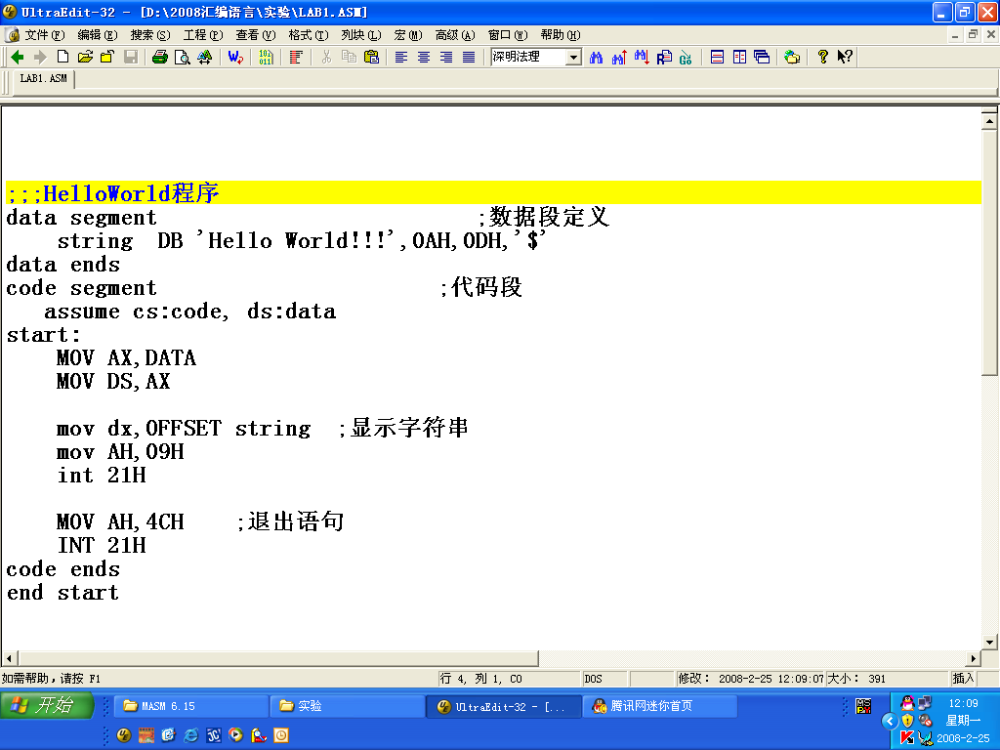 UltraEdit-32 - [D:\2008汇编语言\实验\LAB1.ASM]
文件(F) 编辑(E) 搜索(S) 工程(P) 查看(V) 格式(T) 列块(L) 宏(M) 高级(A) 窗口(W) 帮助(H)
深明法理
LAB1.ASM
;;;HelloWorld程序
data segment ;数据段定义
string DB 'Hello World!!!',0AH,0DH,'$'
data ends
code segment ;代码段
assume cs:code, ds:data
start:
MOV AX,DATA
MOV DS,AX
mov dx,OFFSET string ;显示字符串
mov AH,09H
int 21H
MOV AH,4CH ;退出语句
INT 21H
code ends
end start
如需帮助，请按 F1 行 4, 列 1, C0 DOS 修改： 2008-2-25 12:09:07 大小： 391 插入
开始 MASM 6.15 实验 UltraEdit-32 - [... 腾讯网迷你首页 12:09
星期一
2008-2-25